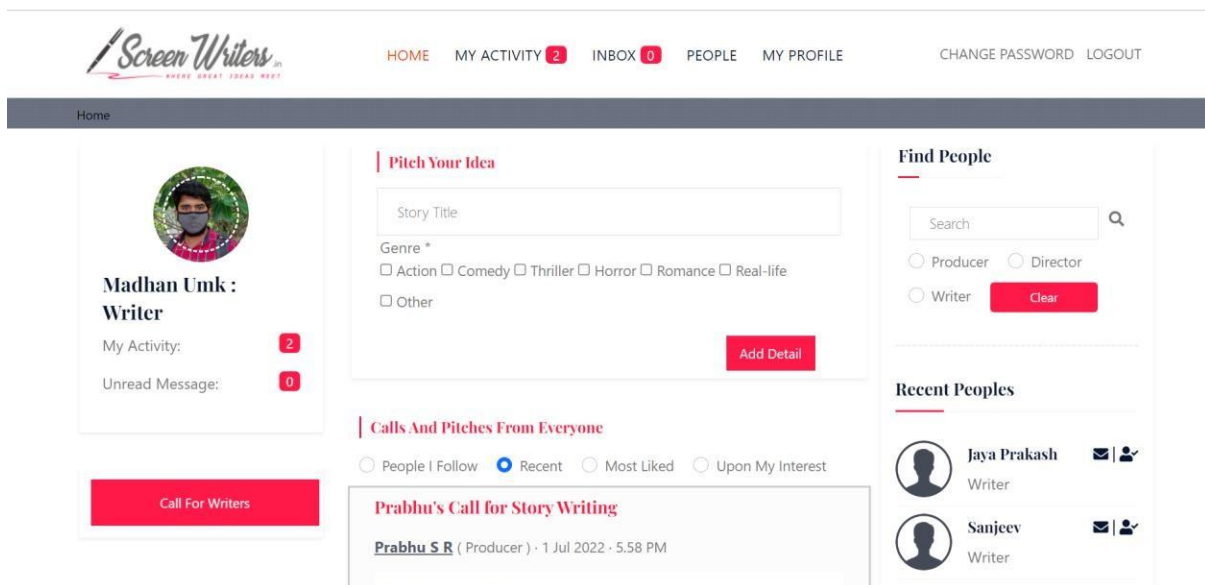 Screen Writers.in
WHERE GREAT IDEAS MEET
HOME MY ACTIVITY 2 INBOX 0 PEOPLE MY PROFILE
CHANGE PASSWORD LOGOUT
Home
Madhan Umk :
Writer
My Activity: 2
Unread Message: 0
Call For Writers
Pitch Your Idea
Story Title
Genre *
Action Comedy Thriller Horror Romance Real-life
Other
Add Detail
Calls And Pitches From Everyone
People I Follow Recent Most Liked Upon My Interest
Prabhu's Call for Story Writing
Prabhu S R ( Producer ) · 1 Jul 2022 · 5.58 PM
Find People
Search
Producer Director
Writer Clear
Recent Peoples
Jaya Prakash
Writer
Sanjeev
Writer